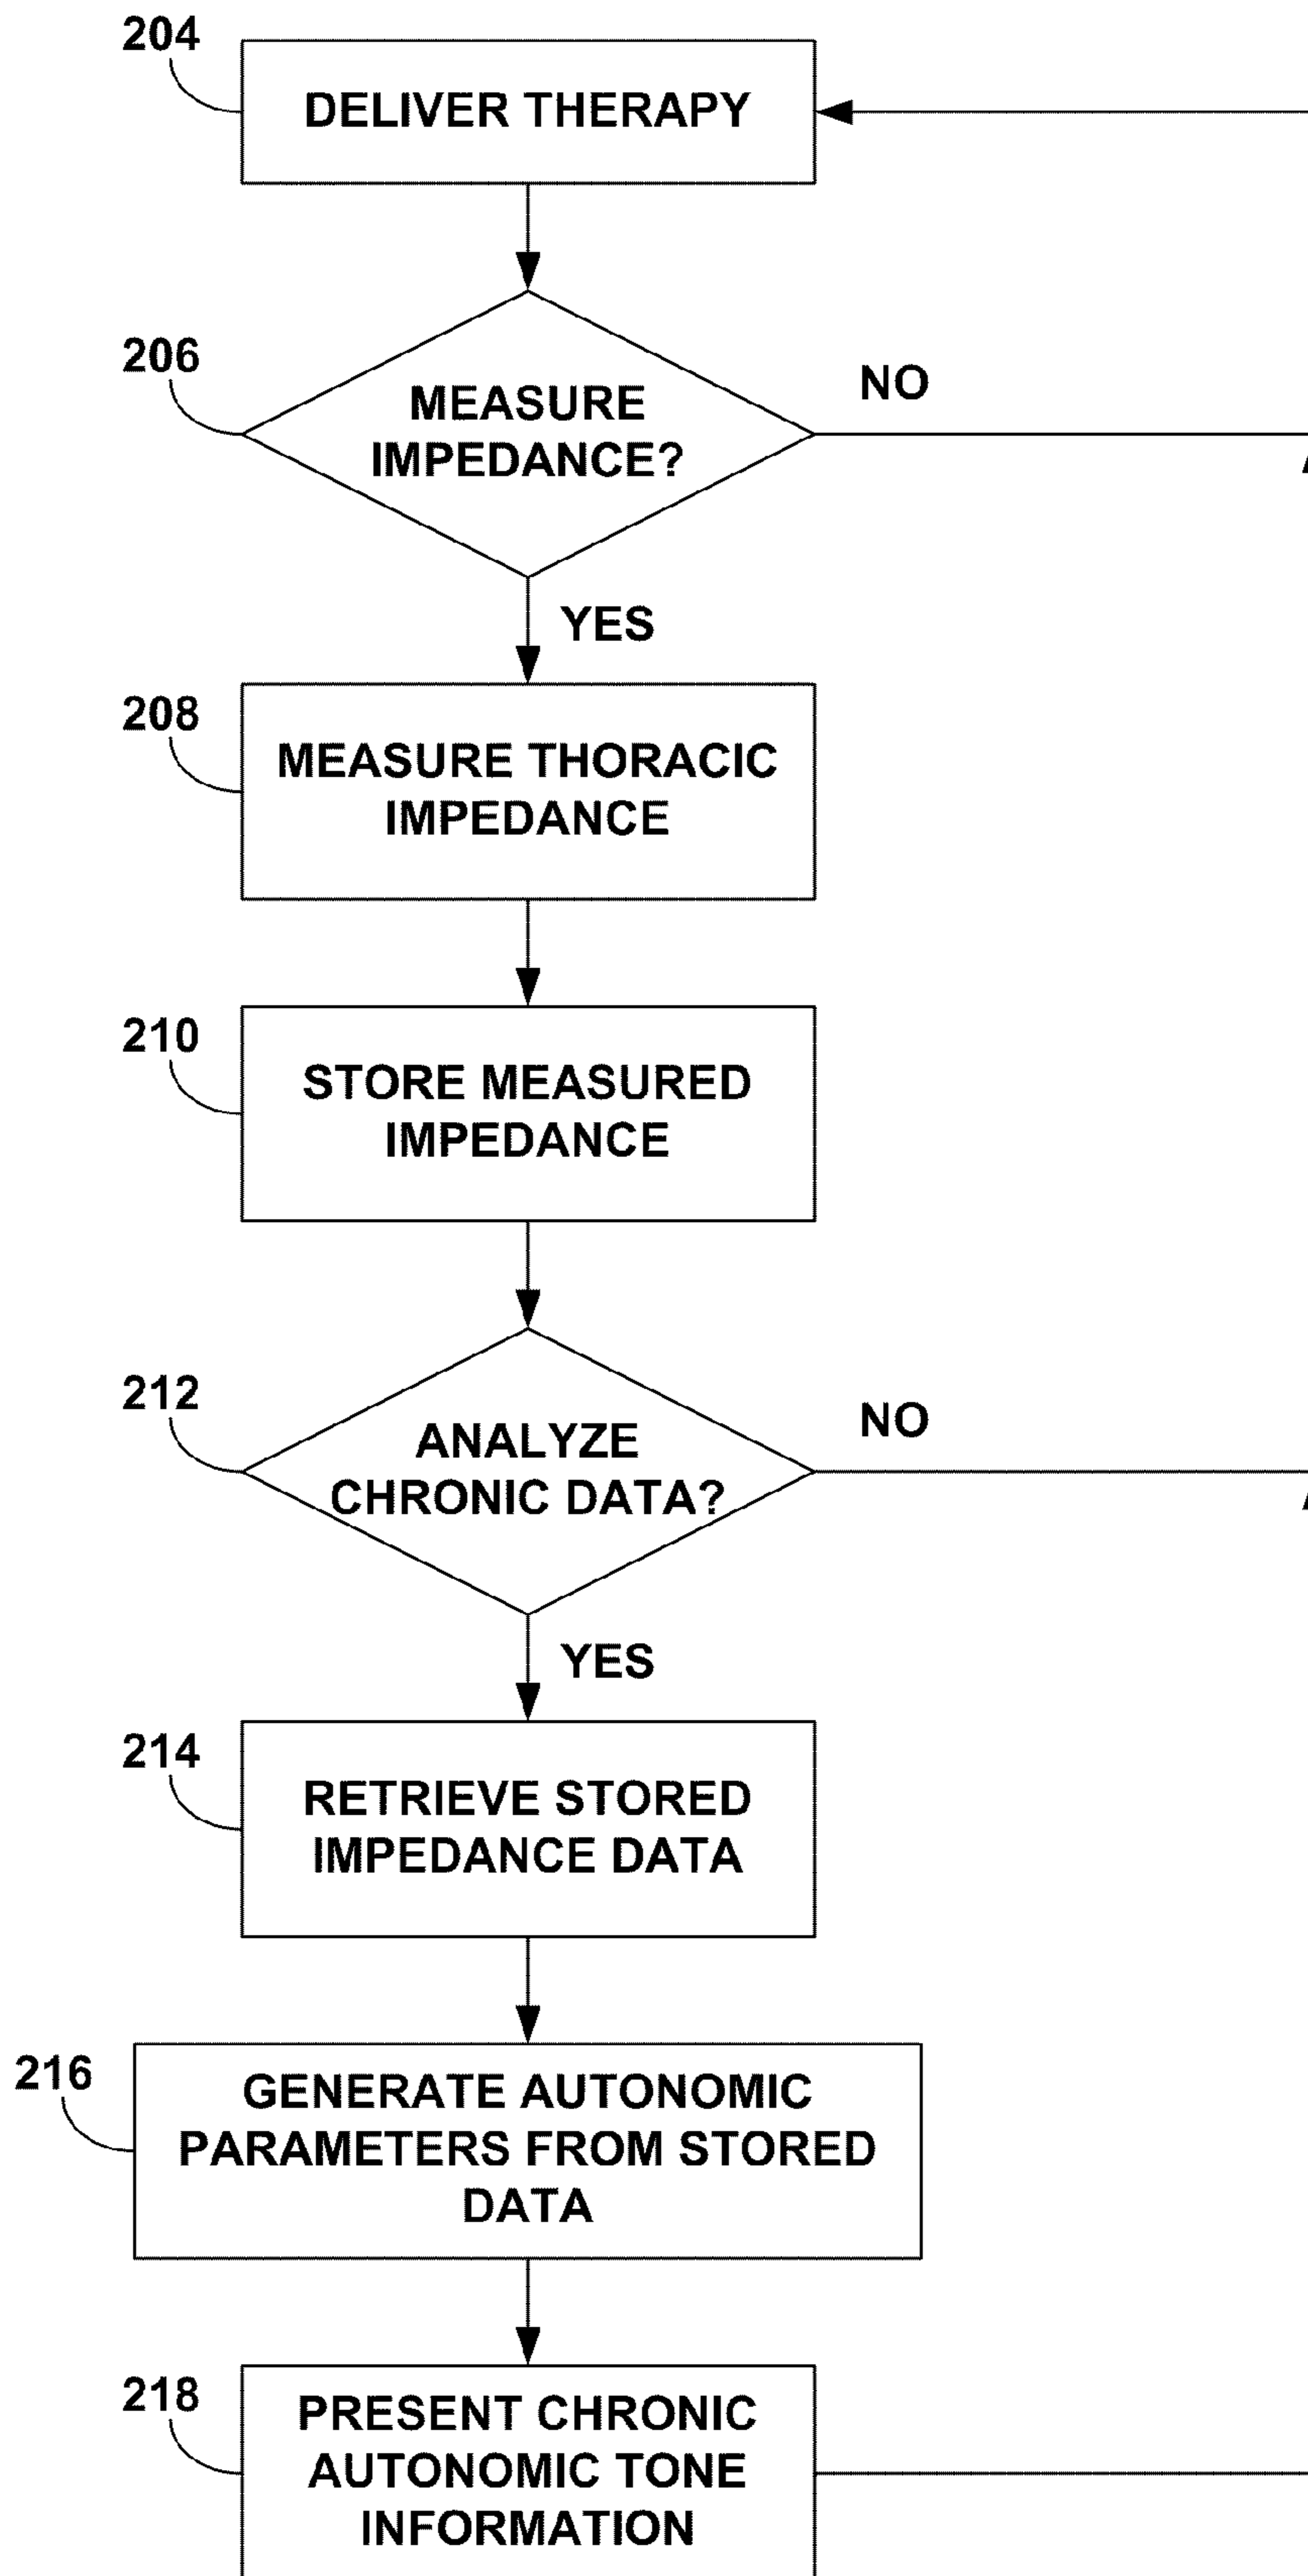 204
DELIVER THERAPY
206
MEASURE
IMPEDANCE?
NO
YES
208
MEASURE THORACIC
IMPEDANCE
210
STORE MEASURED
IMPEDANCE
212
ANALYZE
CHRONIC DATA?
NO
YES
214
RETRIEVE STORED
IMPEDANCE DATA
216
GENERATE AUTONOMIC
PARAMETERS FROM STORED
DATA
218
PRESENT CHRONIC
AUTONOMIC TONE
INFORMATION